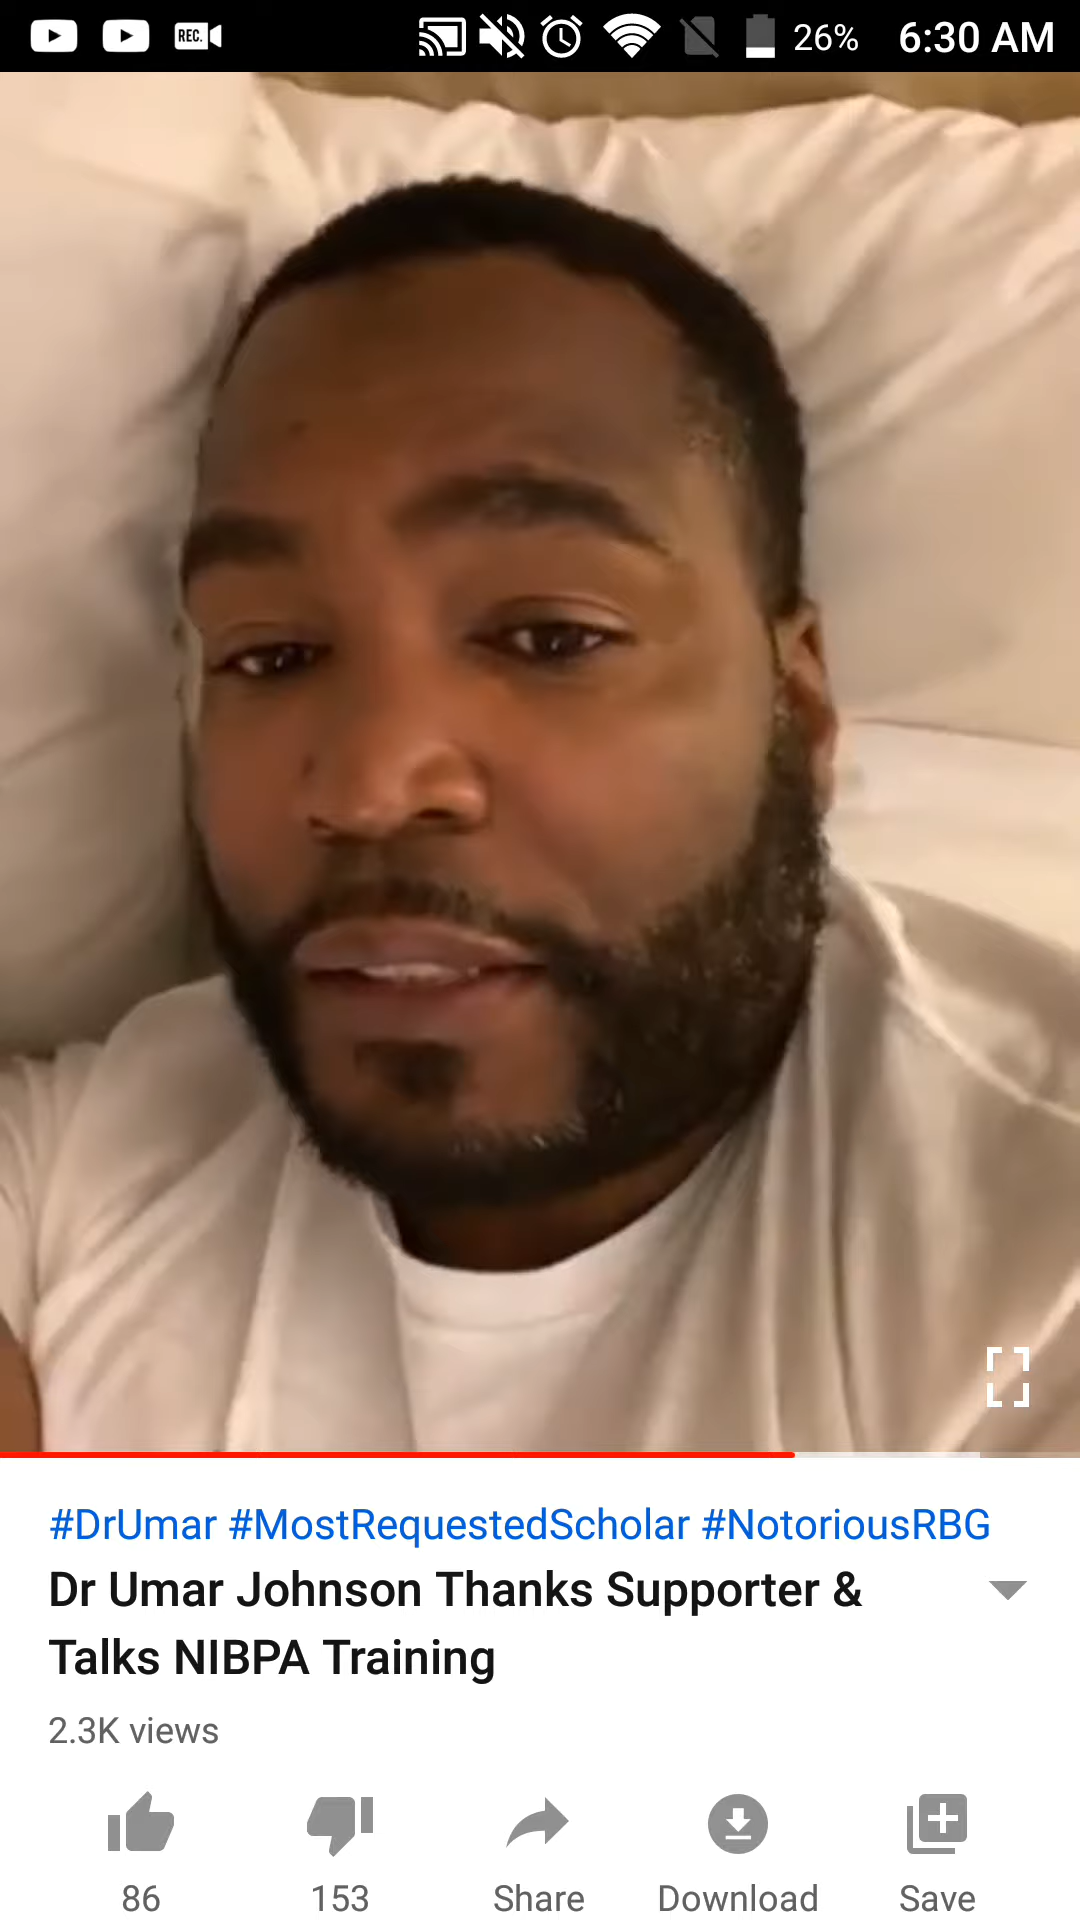 REC. 26% 6:30 AM
#DrUmar #MostRequestedScholar #NotoriousRBG
Dr Umar Johnson Thanks Supporter &
Talks NIBPA Training
2.3K views
86 153 Share Download Save